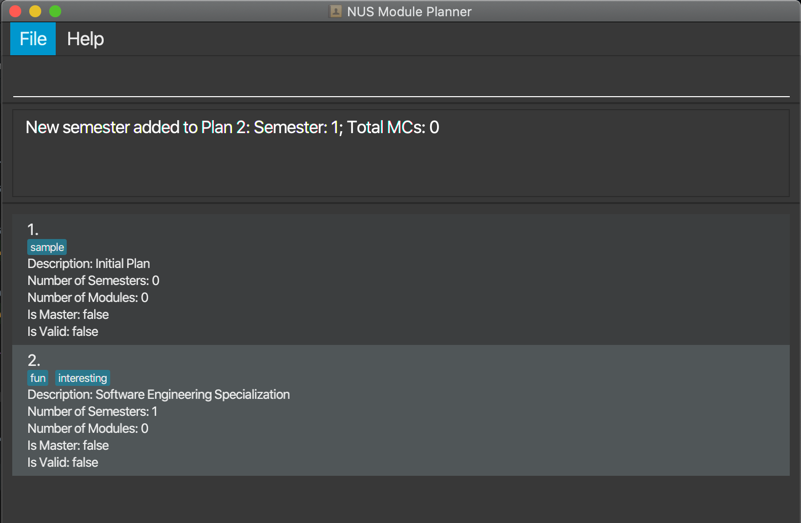 NUS Module Planner
File Help
New semester added to Plan 2: Semester: 1; Total MCs: 0
1.
sample
Description: Initial Plan
Number of Semesters: 0
Number of Modules: 0
Is Master: false
Is Valid: false
2.
fun interesting
Description: Software Engineering Specialization
Number of Semesters: 1
Number of Modules: 0
Is Master: false
Is Valid: false